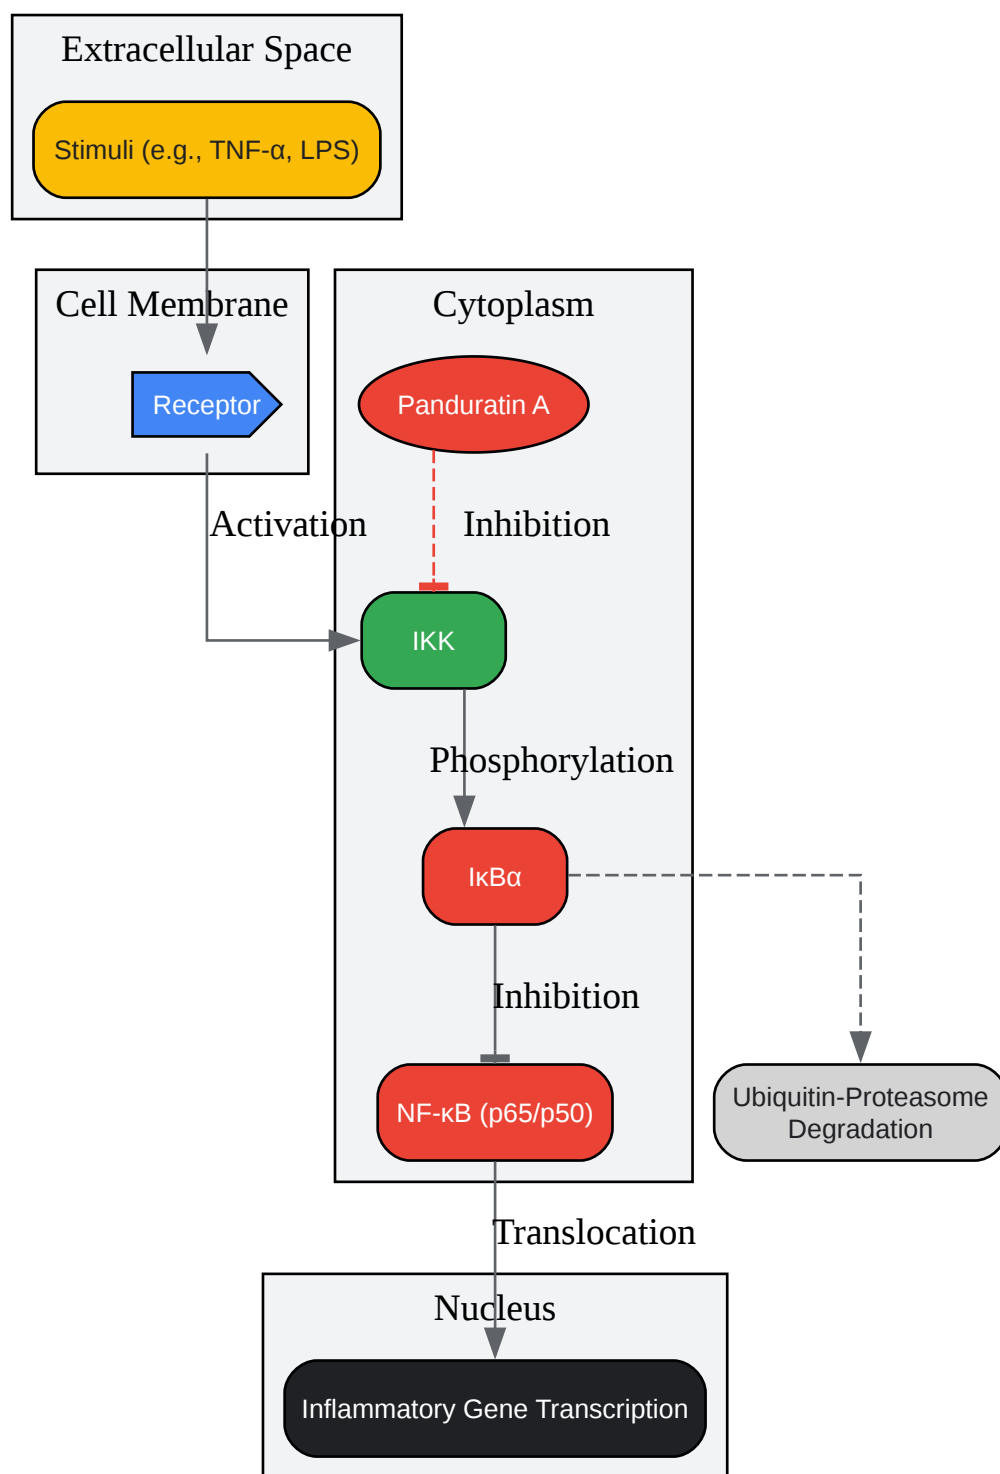 Extracellular Space
Stimuli (e.g., TNF-α, LPS)
Cell Membrane
Cytoplasm
Receptor
Panduratin A
Activation
Inhibition
IKK
Phosphorylation
IκBα
Inhibition
NF-κB (p65/p50)
Ubiquitin-Proteasome
Degradation
Translocation
Nucleus
Inflammatory Gene Transcription